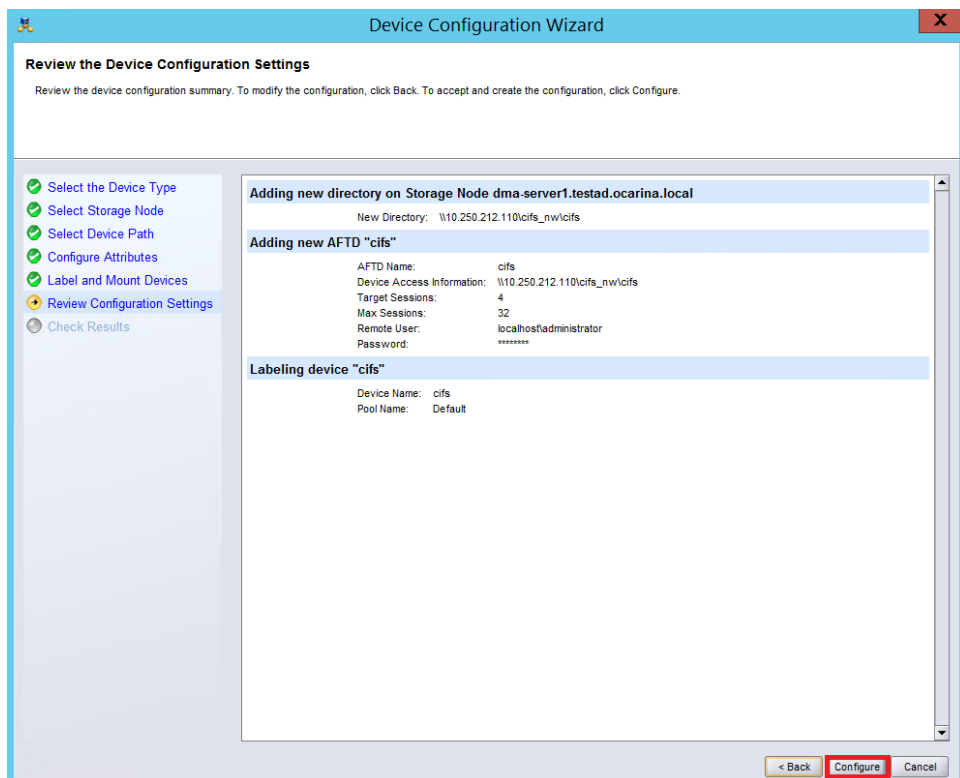 Device Configuration Wizard
X
Review the Device Configuration Settings
Review the device configuration summary. To modify the configuration, click Back. To accept and create the configuration, click Configure.
Select the Device Type
Select Storage Node
Select Device Path
Configure Attributes
Label and Mount Devices
Review Configuration Settings
Check Results
Adding new directory on Storage Node dma-server1.testad.ocarina.local
New Directory: \\10.250.212.110\cifs_nw\cifs
Adding new AFTD "cifs"
AFTD Name: cifs
Device Access Information: \\10.250.212.110\cifs_nw\cifs
Target Sessions: 4
Max Sessions: 32
Remote User: localhost\administrator
Password: ********
Labeling device "cifs"
Device Name: cifs
Pool Name: Default
< Back Configure Cancel